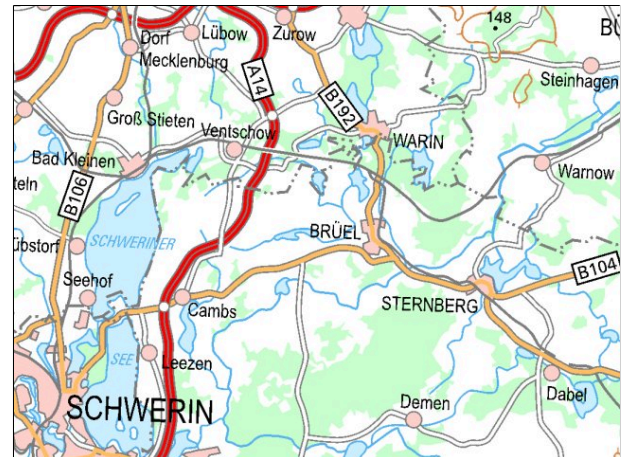 148
BÜ
Lübow
Zurow
Dorf
Mecklenburg
Steinhagen
A14
Groß Stieten
B192
Ventschow
WARIN
Bad Kleinen
Warnow
teln
B106
BRÜEL
SCHWERINER
übstorf
B104
Seehof
STERNBERG
Cambs
SEE
Leezen
Dabel
SCHWERIN
Demen